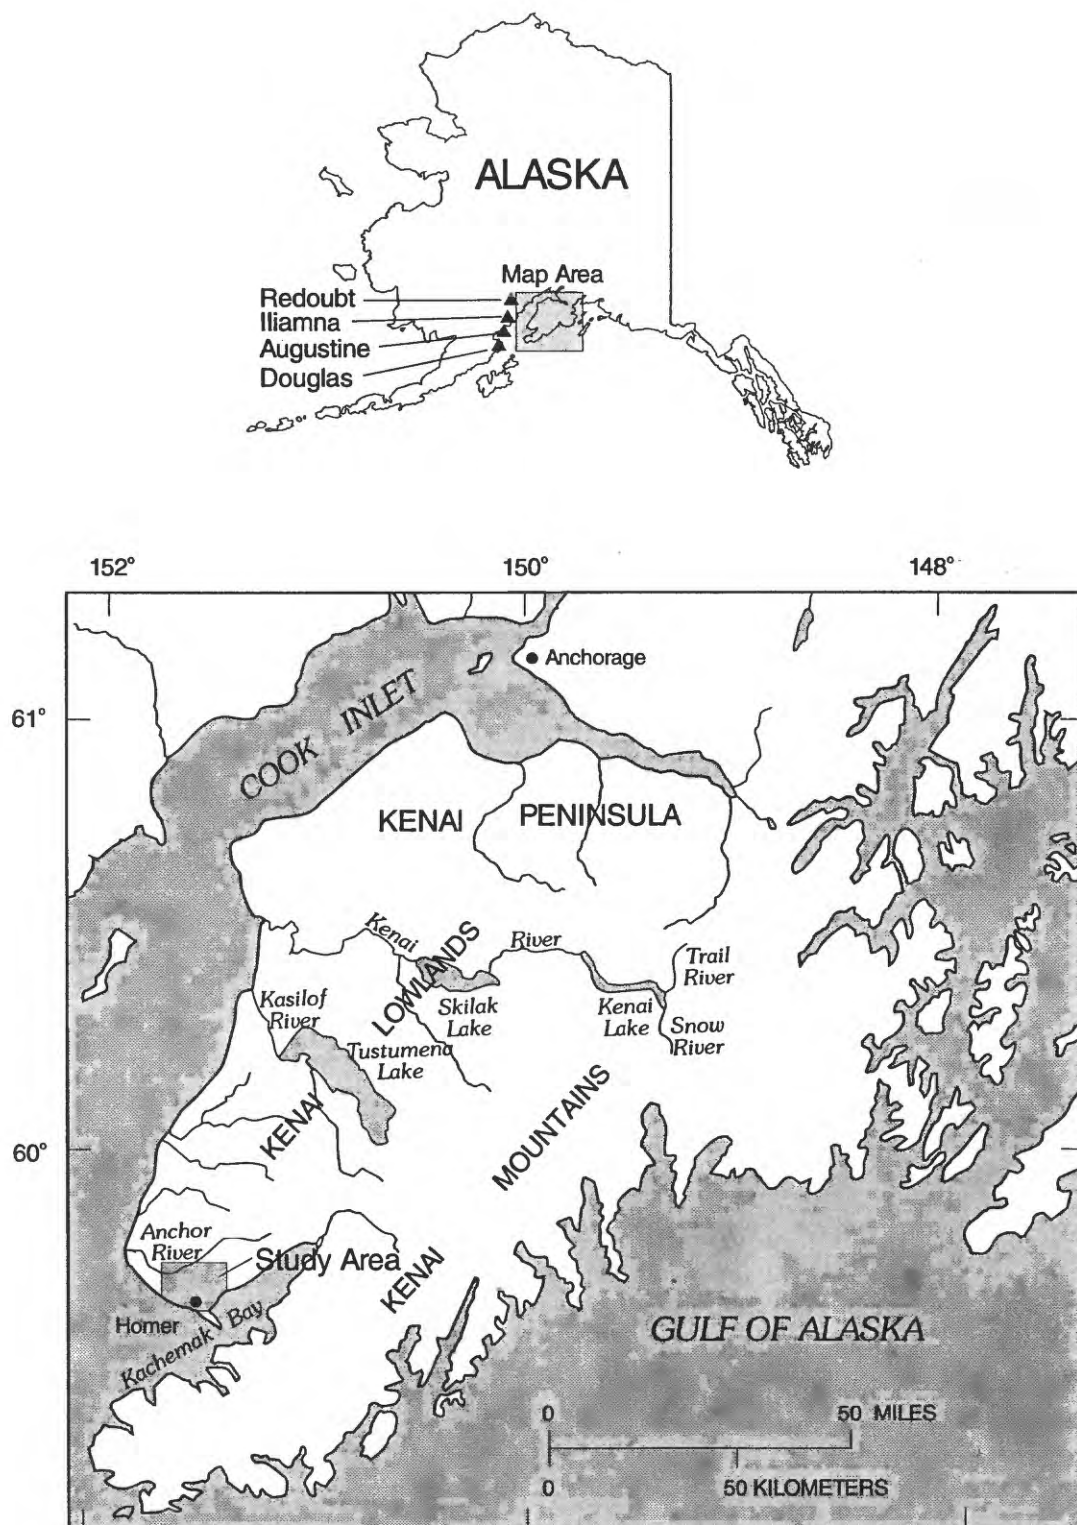 ALASKA
Map Area
Redoubt
Iliamna
Augustine
Douglas
152°
150°
148°
Anchorage
61°
COOK INLET
KENAI PENINSULA
Kenai River
LOWLANDS
Trail
River
Kasilof
River
Skilak
Lake
Kenai
Lake
Snow
River
Tustumena
Lake
KENAI
MOUNTAINS
60°
Anchor
River
Study Area
KENAI
Homer
Kachemak Bay
GULF OF ALASKA
0
50 MILES
0
50 KILOMETERS